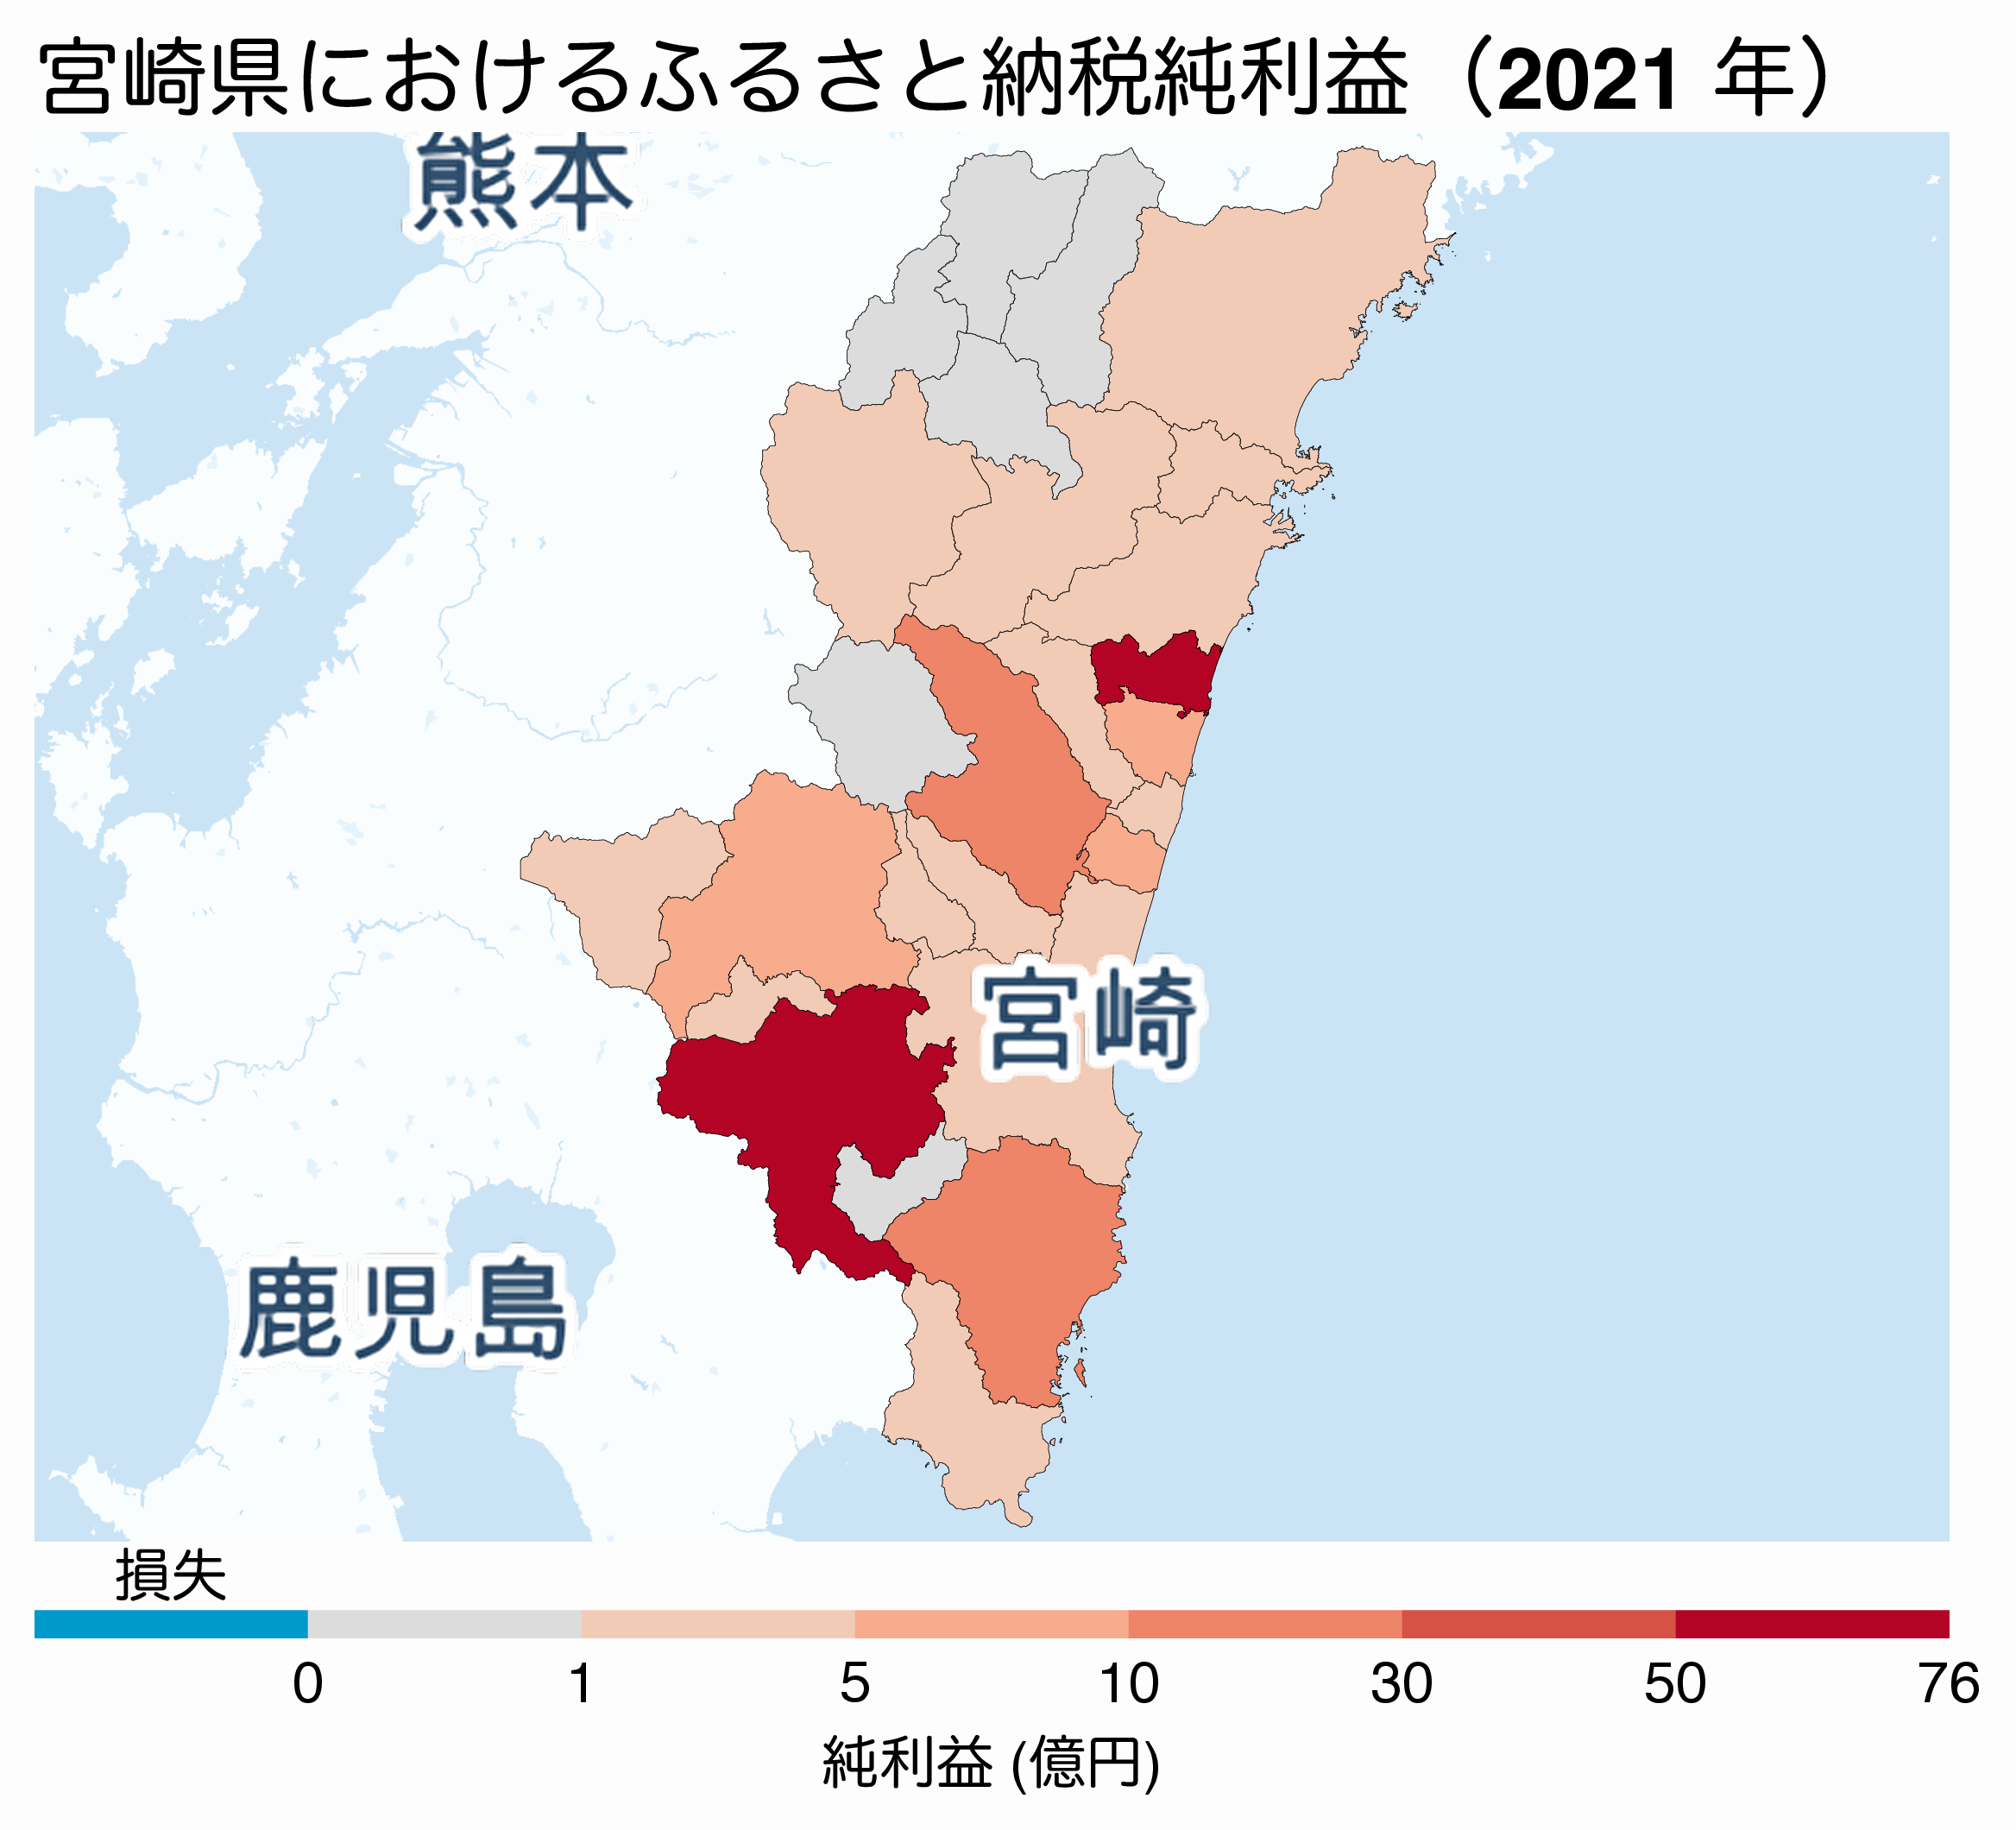 宮崎県におけるふるさと納税純利益（2021 年）
熊本
宮崎
鹿児島
損失
0 1 5 10 30 50 76
純利益 (億円)